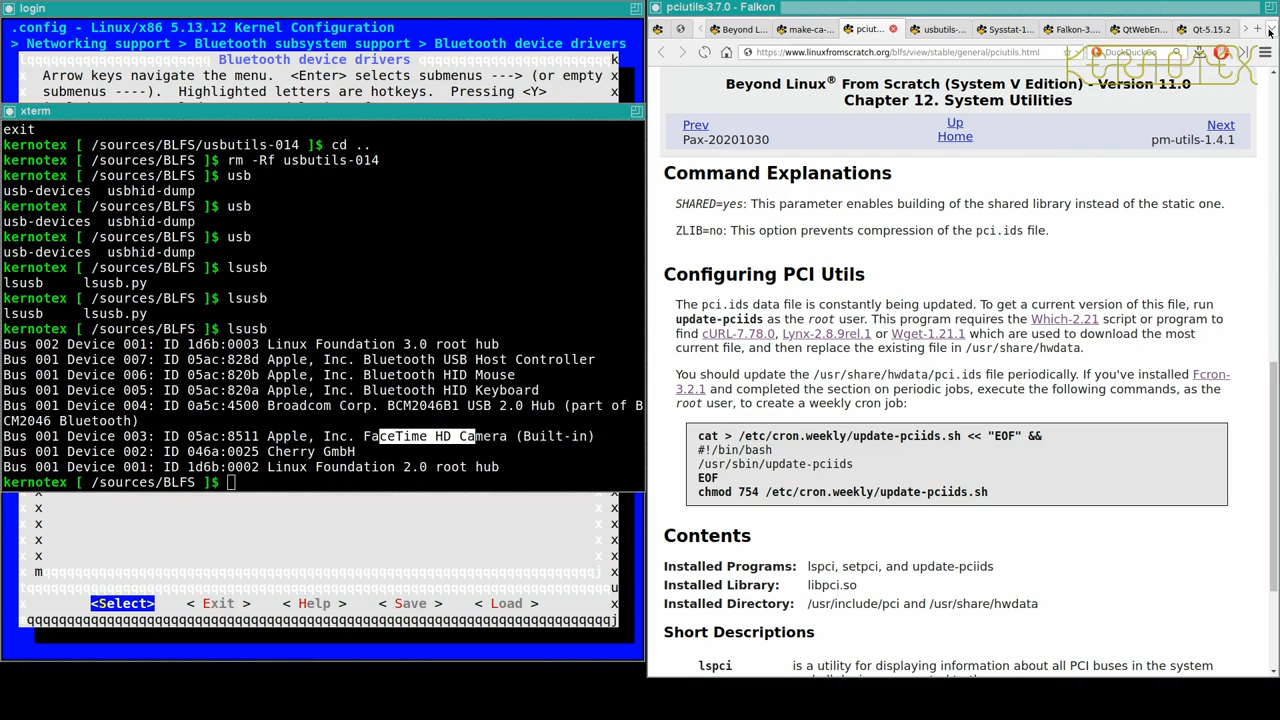 login
.config - Linux/x86 5.13.12 Kernel Configuration
> Networking support > Bluetooth subsystem support > Bluetooth device drivers
Bluetooth device drivers
Arrow keys navigate the menu. <Enter> selects submenus ---> (or empty
submenus ----). Highlighted letters are hotkeys. Pressing <Y>
xterm
exit
kernotex [ /sources/BLFS/usbutils-014 ]$ cd ..
kernotex [ /sources/BLFS ]$ rm -Rf usbutils-014
kernotex [ /sources/BLFS ]$ usb
usb-devices usbhid-dump
kernotex [ /sources/BLFS ]$ usb
usb-devices usbhid-dump
kernotex [ /sources/BLFS ]$ usb
usb-devices usbhid-dump
kernotex [ /sources/BLFS ]$ lsusb
lsusb lsusb.py
kernotex [ /sources/BLFS ]$ lsusb
lsusb lsusb.py
kernotex [ /sources/BLFS ]$ lsusb
Bus 002 Device 001: ID 1d6b:0003 Linux Foundation 3.0 root hub
Bus 001 Device 007: ID 05ac:828d Apple, Inc. Bluetooth USB Host Controller
Bus 001 Device 006: ID 05ac:820b Apple, Inc. Bluetooth HID Mouse
Bus 001 Device 005: ID 05ac:820a Apple, Inc. Bluetooth HID Keyboard
Bus 001 Device 004: ID 0a5c:4500 Broadcom Corp. BCM2046B1 USB 2.0 Hub (part of B
CM2046 Bluetooth)
Bus 001 Device 003: ID 05ac:8511 Apple, Inc. FaceTime HD Camera (Built-in)
Bus 001 Device 002: ID 046a:0025 Cherry GmbH
Bus 001 Device 001: ID 1d6b:0002 Linux Foundation 2.0 root hub
kernotex [ /sources/BLFS ]$
<Select> < Exit > < Help > < Save > < Load >
pciutils-3.7.0 - Falkon
Beyond L... make-ca-... pciut... usbutils-... Sysstat-1... Falkon-3... QtWebEn... Qt-5.15.2
https://www.linuxfromscratch.org/blfs/view/stable/general/pciutils.html DuckDuckGo
KERNOTEX
Beyond Linux® From Scratch (System V Edition) - Version 11.0
Chapter 12. System Utilities
Prev Up Next
Pax-20201030 Home pm-utils-1.4.1
Command Explanations
SHARED=yes: This parameter enables building of the shared library instead of the static one.
ZLIB=no: This option prevents compression of the pci.ids file.
Configuring PCI Utils
The pci.ids data file is constantly being updated. To get a current version of this file, run
update-pciids as the root user. This program requires the Which-2.21 script or program to
find cURL-7.78.0, Lynx-2.8.9rel.1 or Wget-1.21.1 which are used to download the most
current file, and then replace the existing file in /usr/share/hwdata.
You should update the /usr/share/hwdata/pci.ids file periodically. If you've installed Fcron-
3.2.1 and completed the section on periodic jobs, execute the following commands, as the
root user, to create a weekly cron job:
cat > /etc/cron.weekly/update-pciids.sh << "EOF" &&
#!/bin/bash
/usr/sbin/update-pciids
EOF
chmod 754 /etc/cron.weekly/update-pciids.sh
Contents
Installed Programs: lspci, setpci, and update-pciids
Installed Library: libpci.so
Installed Directory: /usr/include/pci and /usr/share/hwdata
Short Descriptions
lspci is a utility for displaying information about all PCI buses in the system